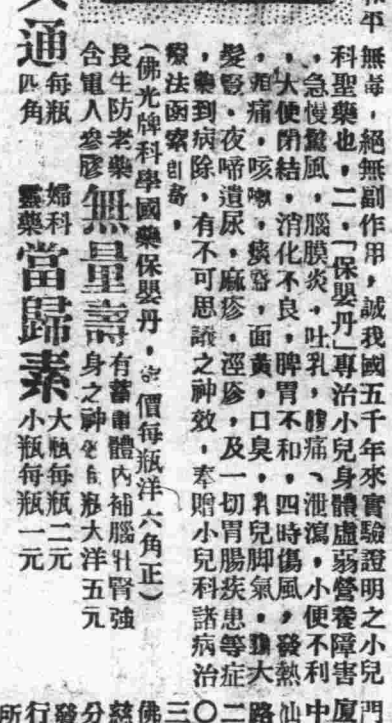 和平無毒，絕無副作用，誠我國五千年來實驗證明之小兒
科聖藥也，二，「保嬰丹」專治小兒身體虛弱營養障害
，急慢驚風，腦膜炎，吐乳，腹痛、泄瀉，小便不利
，大便閉結，消化不良，脾胃不和，四時傷風，發熱
，頭痛，咳嗽，痰，面黃，口臭，乳兒脚氣，大
髮豎、夜啼遺尿，麻疹、溼疹，及一切胃腸疾患等症
，藥到病除，有不可思議之神效，奉贈小兒科諸病治
療法函索即寄，
（佛光牌科學國藥保嬰丹，定價每瓶洋六角正）
長生防老藥
含電人參膠
無量壽
有蓄電體內補腦壯腎強
身之神效每瓶大洋五元
婦科
靈藥
當歸素
大瓶每瓶二元
小瓶每瓶一元
通
每瓶
四角
廈門
中路二〇三佛慈分發行所